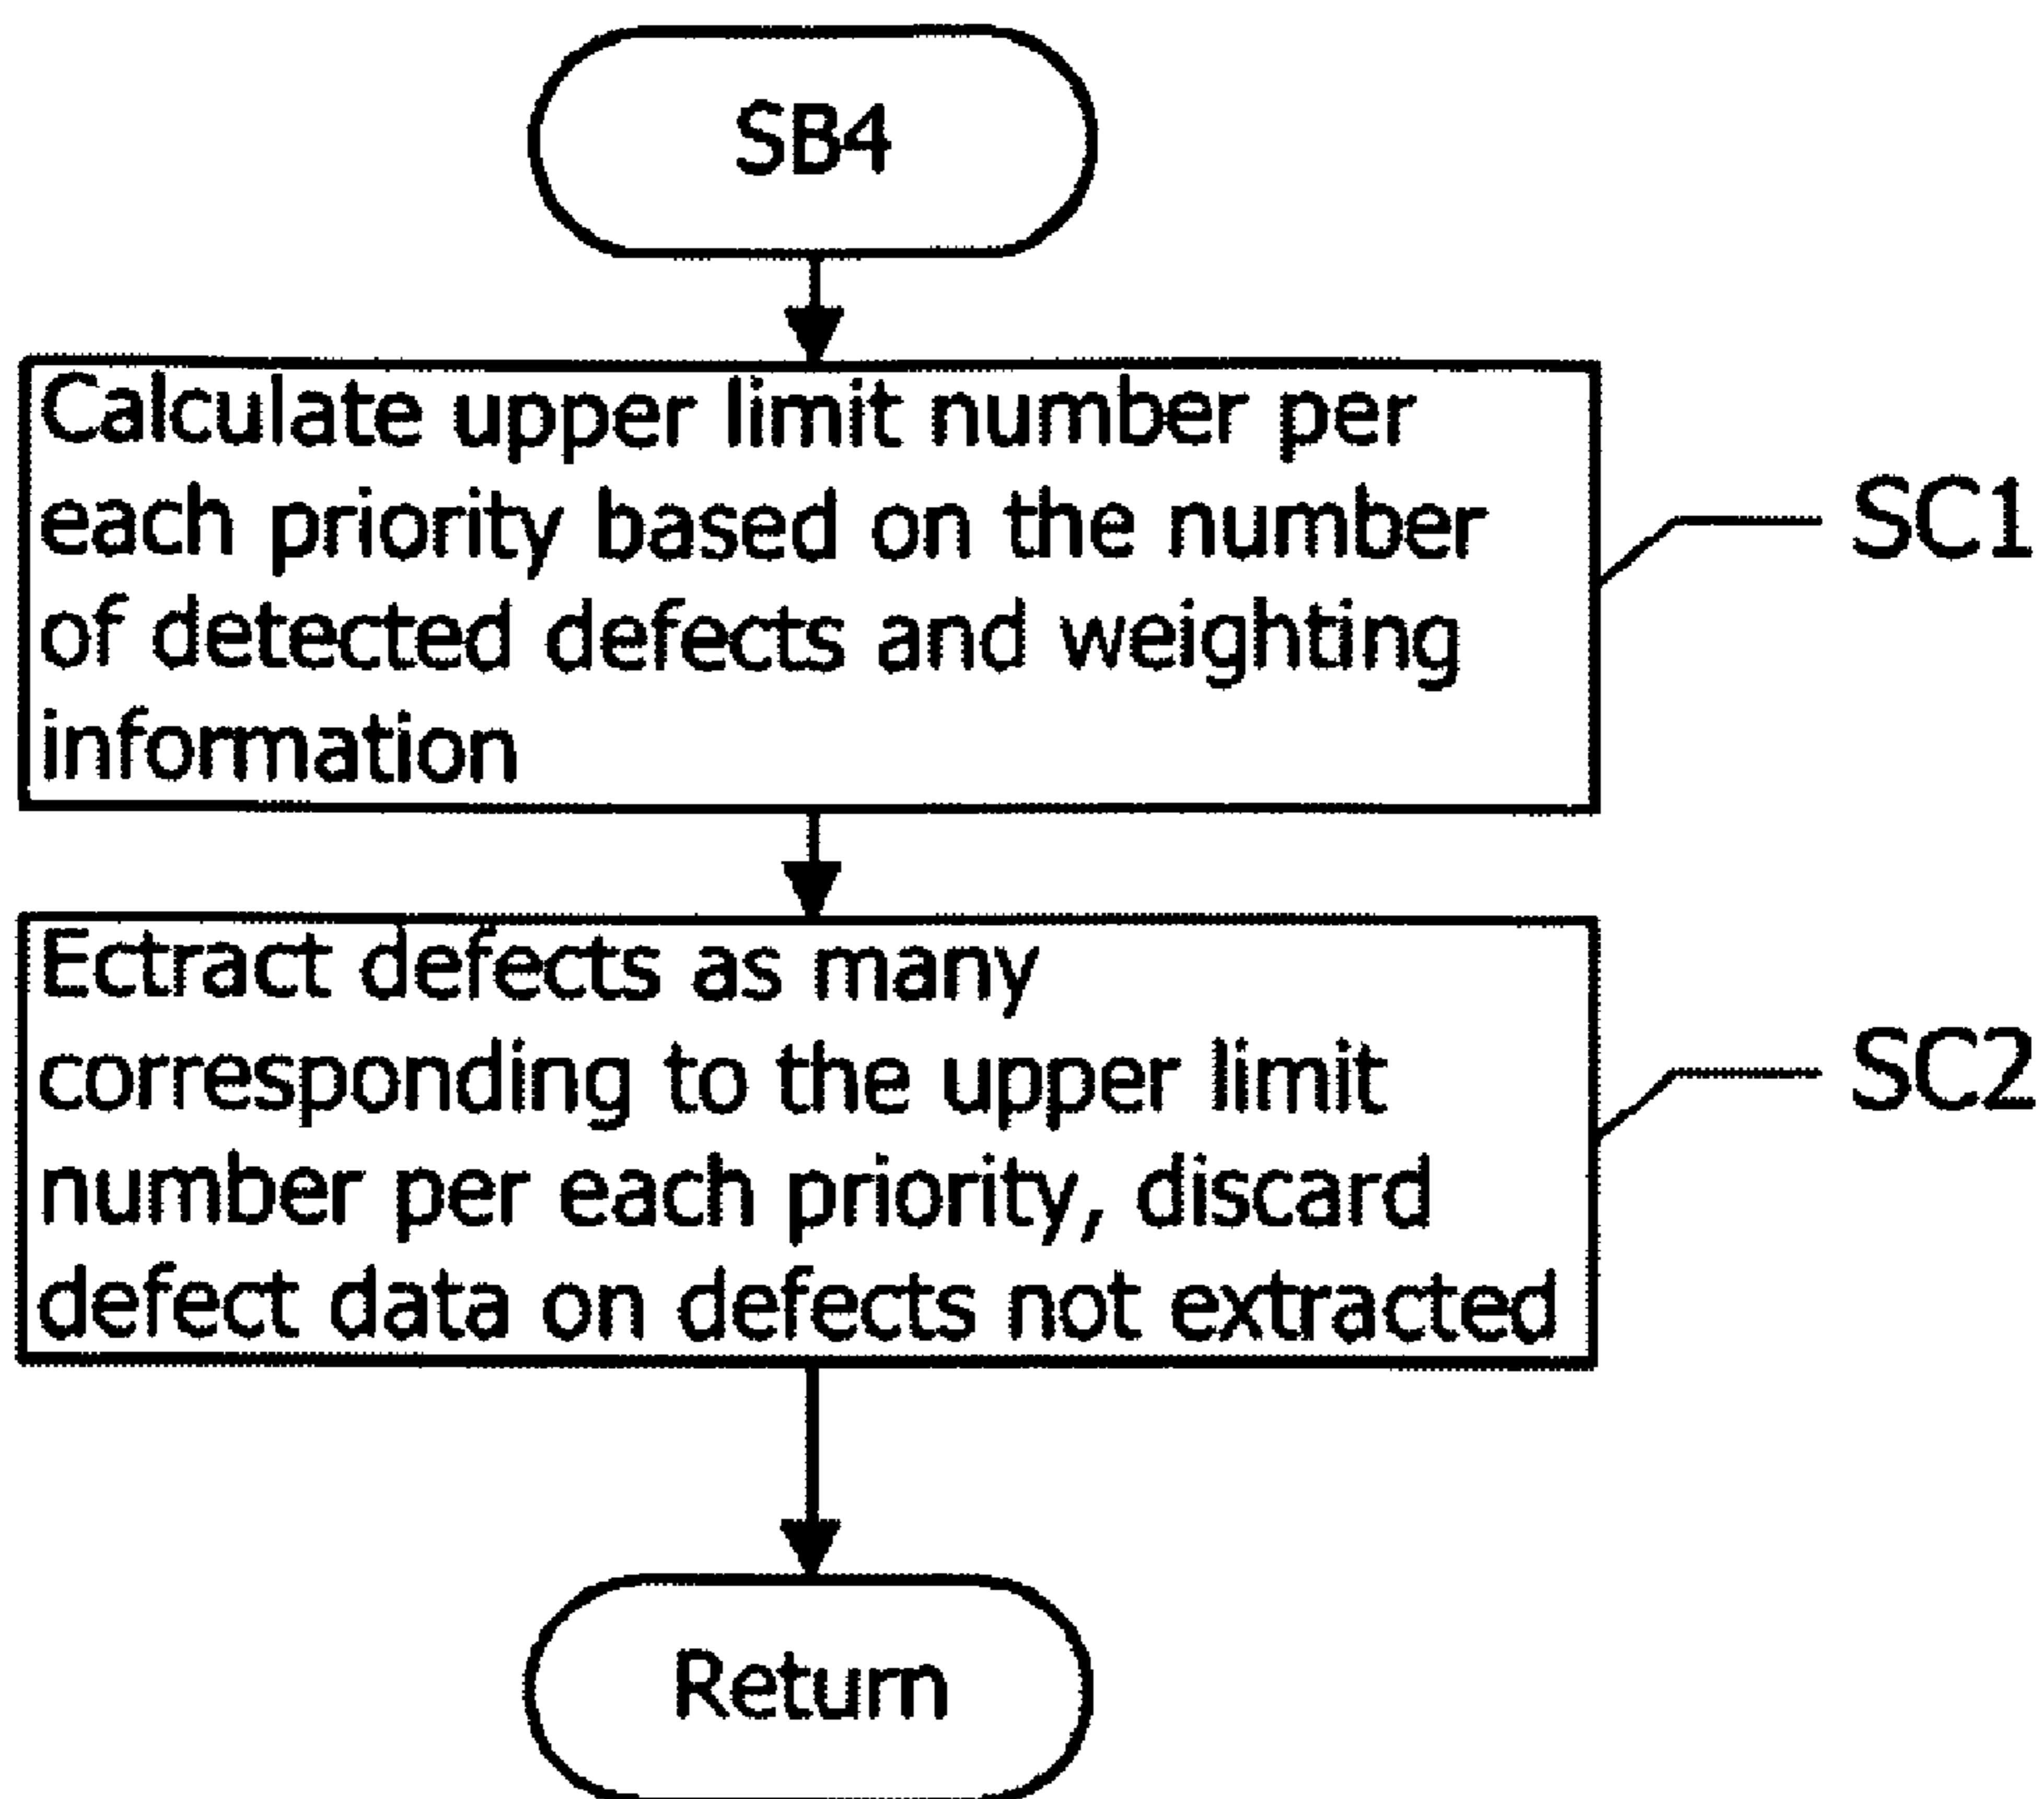 SB4
Calculate upper limit number per
each priority based on the number
of detected defects and weighting
information
SC1
Ectract defects as many
corresponding to the upper limit
number per each priority, discard
defect data on defects not extracted
SC2
Return